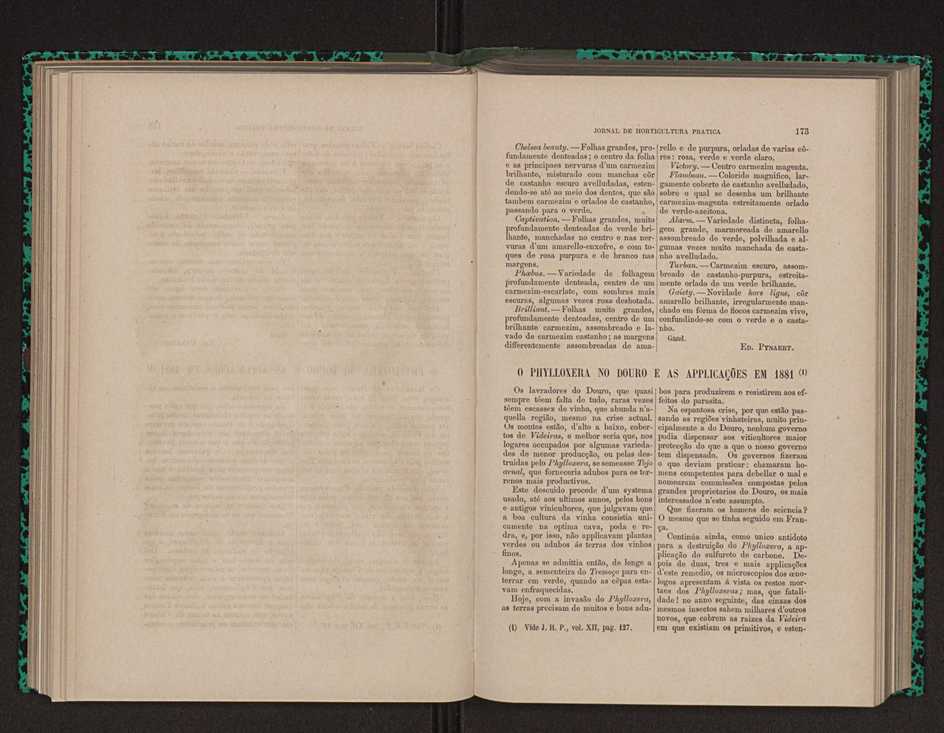 JORNAL DE HORTICULTURA PRATICA 173
Chelsea beauty. — Folhas grandes, pro-
fundamente denteadas; o centro da folha
e as principaes nervuras d'um carmezim
brilhante, misturado com manchas côr
de castanho escuro avelludadas, esten-
dendo-se até ao meio dos dentes, que são
tambem carmezim e orlados de castanho,
passando para o verde.
Captivation. — Folhas grandes, muito
profundamente denteadas de verde bri-
lhante, manchadas no centro e nas ner-
vuras d'um amarello-enxofre, e com to-
ques de rosa purpura e de branco nas
margens.
Phœbus. — Variedade de folhagem
profundamente denteada, centro de um
carmezim-escarlate, com sombras mais
escuras, algumas vezes rosa desbotada.
Brilliant. — Folhas muito grandes,
profundamente denteadas, centro de um
brilhante carmezim, assombreado e la-
vado de carmezim castanho; as margens
differentemente assombreadas de ama-
rello e de purpura, orladas de varias cô-
res: rosa, verde e verde claro.
Victory. — Centro carmezim magenta.
Flambeau. — Colorido magnifico, lar-
gamente coberto de castanho avelludado,
sobre o qual se desenha um brilhante
carmezim-magenta estreitamente orlado
de verde-azeitona.
Alarm. — Variedade distincta, folha-
gem grande, marmoreada de amarello
assombreado de verde, polvilhada e al-
gumas vezes muito manchada de casta-
nho avelludado.
Turban. — Carmezim escuro, assom-
breado de castanho-purpura, estreita-
mente orlado de um verde brilhante.
Gaiety. — Novidade hors ligne, côr
amarello brilhante, irregularmente man-
chado em fórma de flocos carmezim vivo,
confundindo-se com o verde e o casta-
nho.
Gand.
ED. PYNAERT.
O PHYLLOXERA NO DOURO E AS APPLICAÇÕES EM 1881 (1)
Os lavradores do Douro, que quasi
sempre têem falta de tudo, raras vezes
têem escassez de vinha, que abunda n'a-
quella região, mesmo na crise actual.
Os montes estão, d'alto a baixo, cober-
tos de Videiras, e melhor seria que, nos
logares occupados por algumas varieda-
des de menor producção, ou pelas des-
truidas pelo Phylloxera, se semeasse Tojo
arnal, que forneceria adubos para os ter-
renos mais productivos.
Este descuido procede d'um systema
usado, até aos ultimos annos, pelos bons
e antigos vinicultores, que julgavam que
a boa cultura da vinha consistia uni-
camente na optima cava, poda e re-
dra, e, por isso, não applicavam plantas
verdes ou adubos ás terras dos vinhos
finos.
Apenas se admittia então, de longe a
longe, a sementeira do Tremoço para en-
terrar em verde, quando as cêpas esta-
vam enfraquecidas.
Hoje, com a invasão do Phylloxera,
as terras precisam de muitos e bons adu-
(1) Vide J. H. P., vol. XII, pag. 127.
bos para produzirem e resistirem aos ef-
feitos do parasita.
Na espantosa crise, por que estão pas-
sando as regiões vinhateiras, muito prin-
cipalmente a do Douro, nenhum governo
podia dispensar aos viticultores maior
protecção do que a que o nosso governo
tem dispensado. Os governos fizeram
o que deviam praticar: chamaram ho-
mens competentes para debellar o mal e
nomearam commissões compostas pelos
grandes proprietarios do Douro, os mais
interessados n'este assumpto.
Que fizeram os homens de sciencia?
O mesmo que se tinha seguido em Fran-
ça.
Continúa ainda, como unico antidoto
para a destruição do Phylloxera, a ap-
plicação do sulfureto de carbone. De-
pois de duas, tres e mais applicações
d'este remedio, os microscopios dos œno-
logos apresentam á vista os restos mor-
taes dos Phylloxeras; mas, que fatali-
dade! no anno seguinte, das cinzas dos
mesmos insectos sahem milhares d'outros
novos, que cobrem as raizes da Videira
em que existiam os primitivos, e esten-